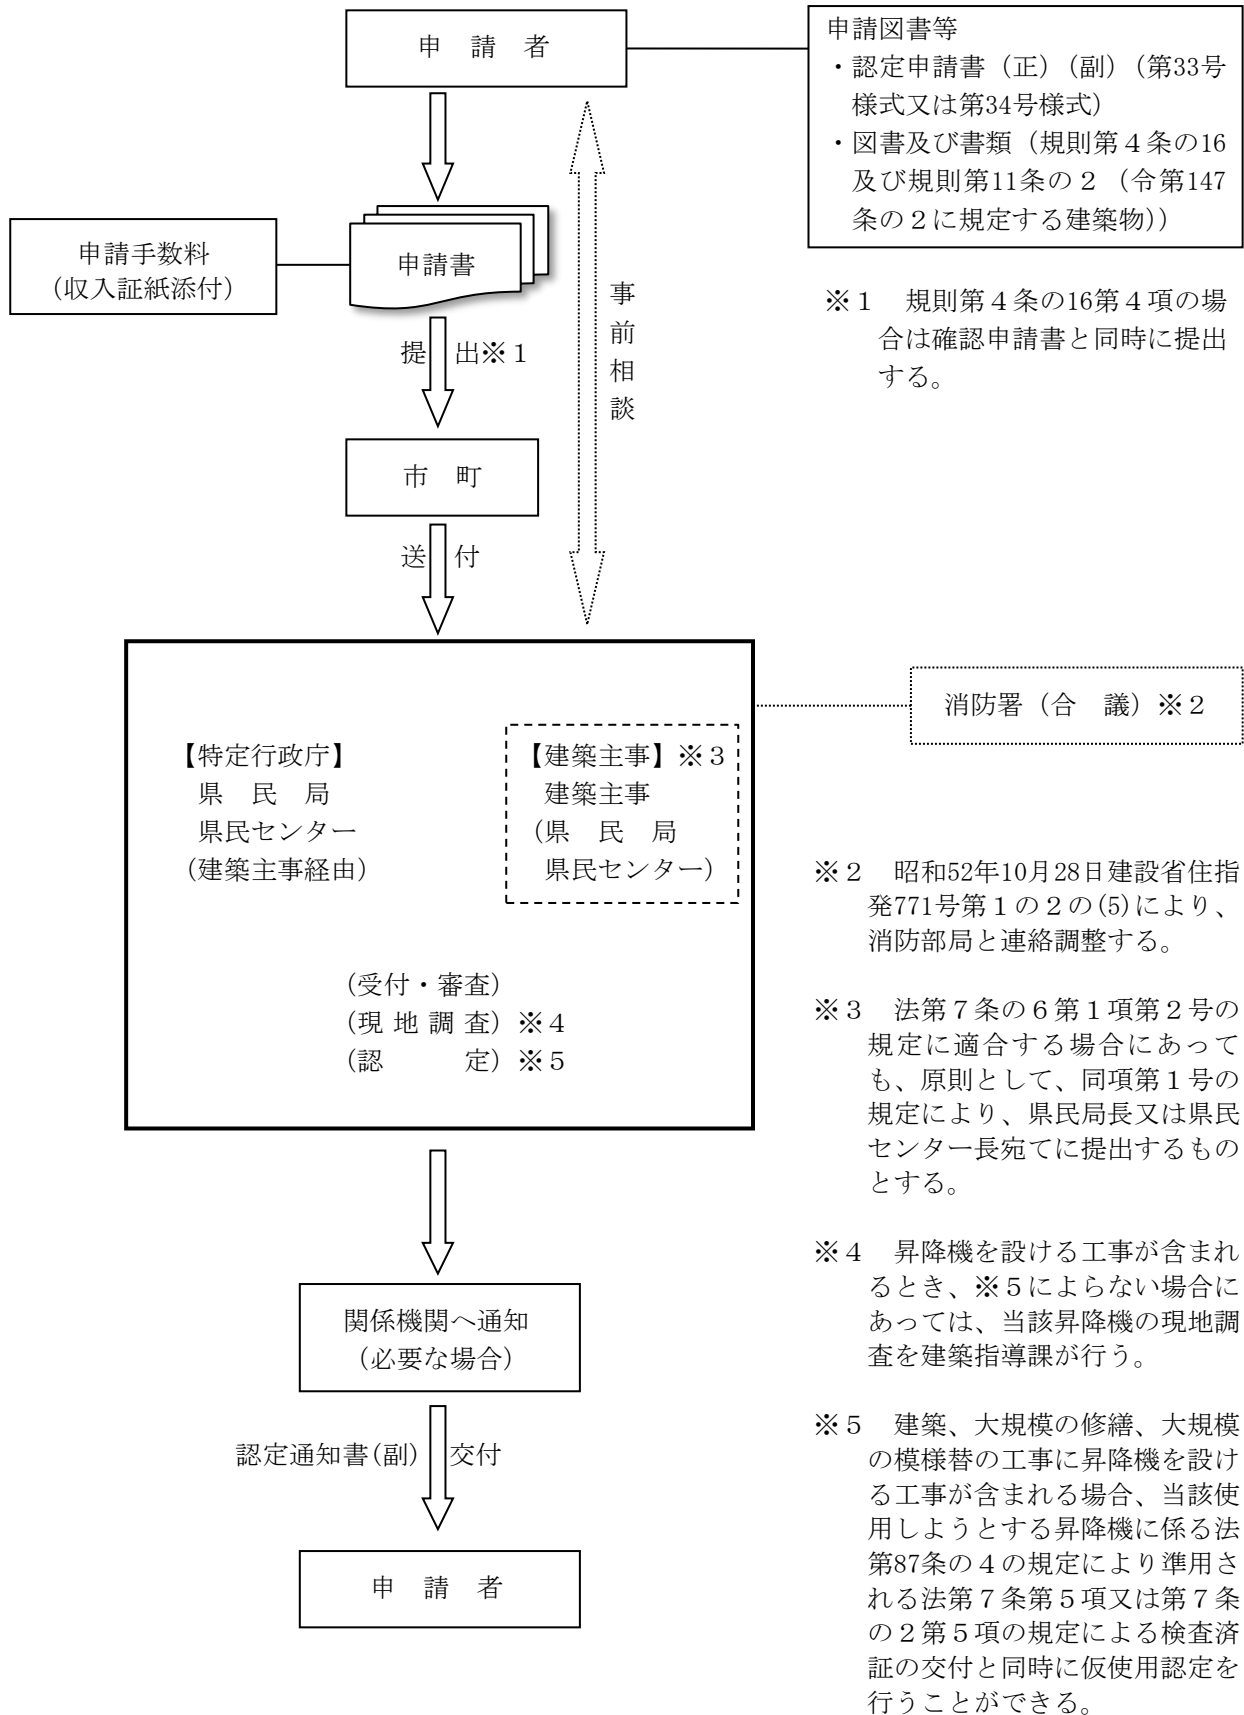 申　請　者
申請図書等
・認定申請書（正）（副）（第33号
様式又は第34号様式）
・図書及び書類（規則第４条の16
及び規則第11条の２（令第147
条の２に規定する建築物））
申請手数料
（収入証紙添付）
申請書
※１　規則第４条の16第４項の場
合は確認申請書と同時に提出
する。
提　出※１
事前相談
市　町
送　付
消防署（合　議）※２
【特定行政庁】
県　民　局
県民センター
（建築主事経由）
【建築主事】※３
建築主事
（県　民　局
県民センター）
（受付・審査）
（現 地 調 査）※４
（認　　　定）※５
※２　昭和52年10月28日建設省住指
発771号第１の２の(5)により、
消防部局と連絡調整する。
※３　法第７条の６第１項第２号の
規定に適合する場合にあって
も、原則として、同項第１号の
規定により、県民局長又は県民
センター長宛てに提出するもの
とする。
※４　昇降機を設ける工事が含まれ
るとき、※５によらない場合に
あっては、当該昇降機の現地調
査を建築指導課が行う。
関係機関へ通知
（必要な場合）
認定通知書(副)　交付
申　請　者
※５　建築、大規模の修繕、大規模
の模様替の工事に昇降機を設け
る工事が含まれる場合、当該使
用しようとする昇降機に係る法
第87条の４の規定により準用さ
れる法第７条第５項又は第７条
の２第５項の規定による検査済
証の交付と同時に仮使用認定を
行うことができる。